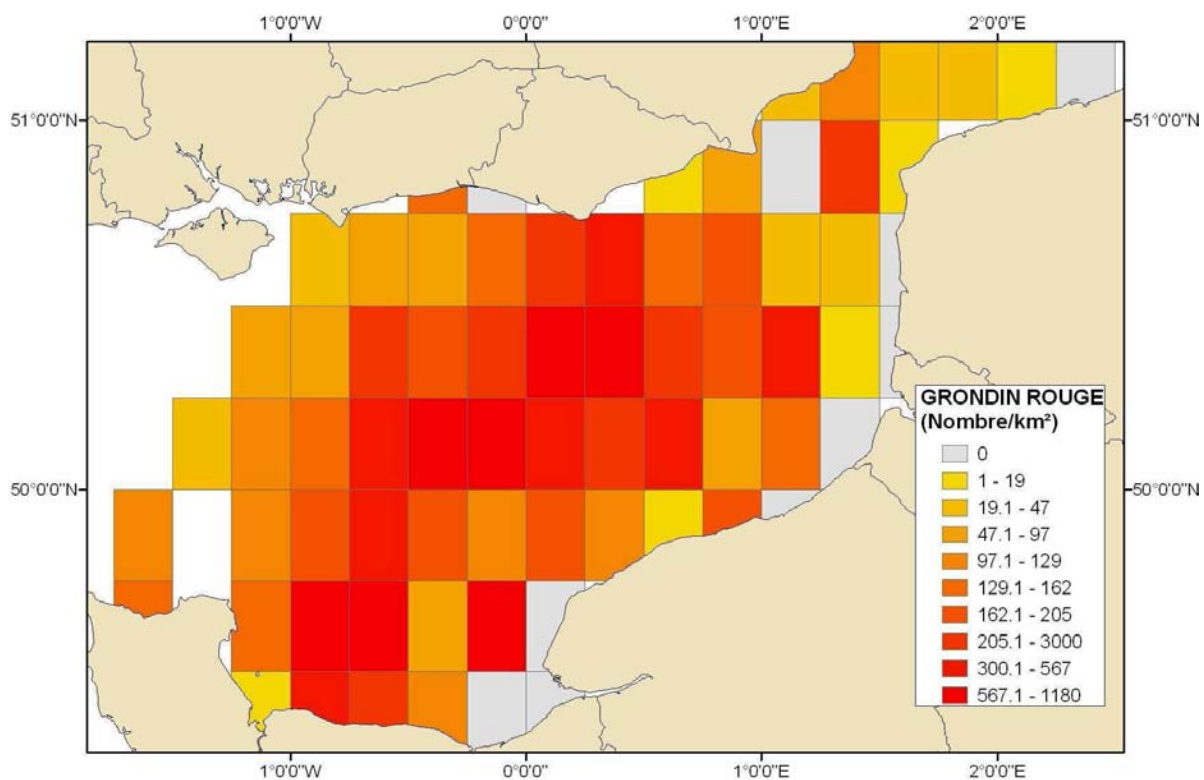 1°0'0"W 0°0'0" 1°0'0"E 2°0'0"E
51°0'0"N 51°0'0"N
50°0'0"N 50°0'0"N
GRONDIN ROUGE
(Nombre/km²)
0
1 - 19
19.1 - 47
47.1 - 97
97.1 - 129
129.1 - 162
162.1 - 205
205.1 - 3000
300.1 - 567
567.1 - 1180
1°0'0"W 0°0'0" 1°0'0"E 2°0'0"E